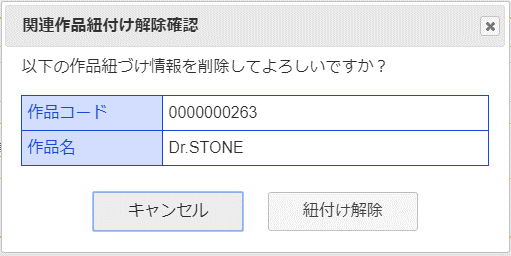 関連作品紐付け解除確認
以下の作品紐づけ情報を削除してよろしいですか？
作品コード 0000000263
作品名 Dr.STONE
キャンセル 紐付け解除